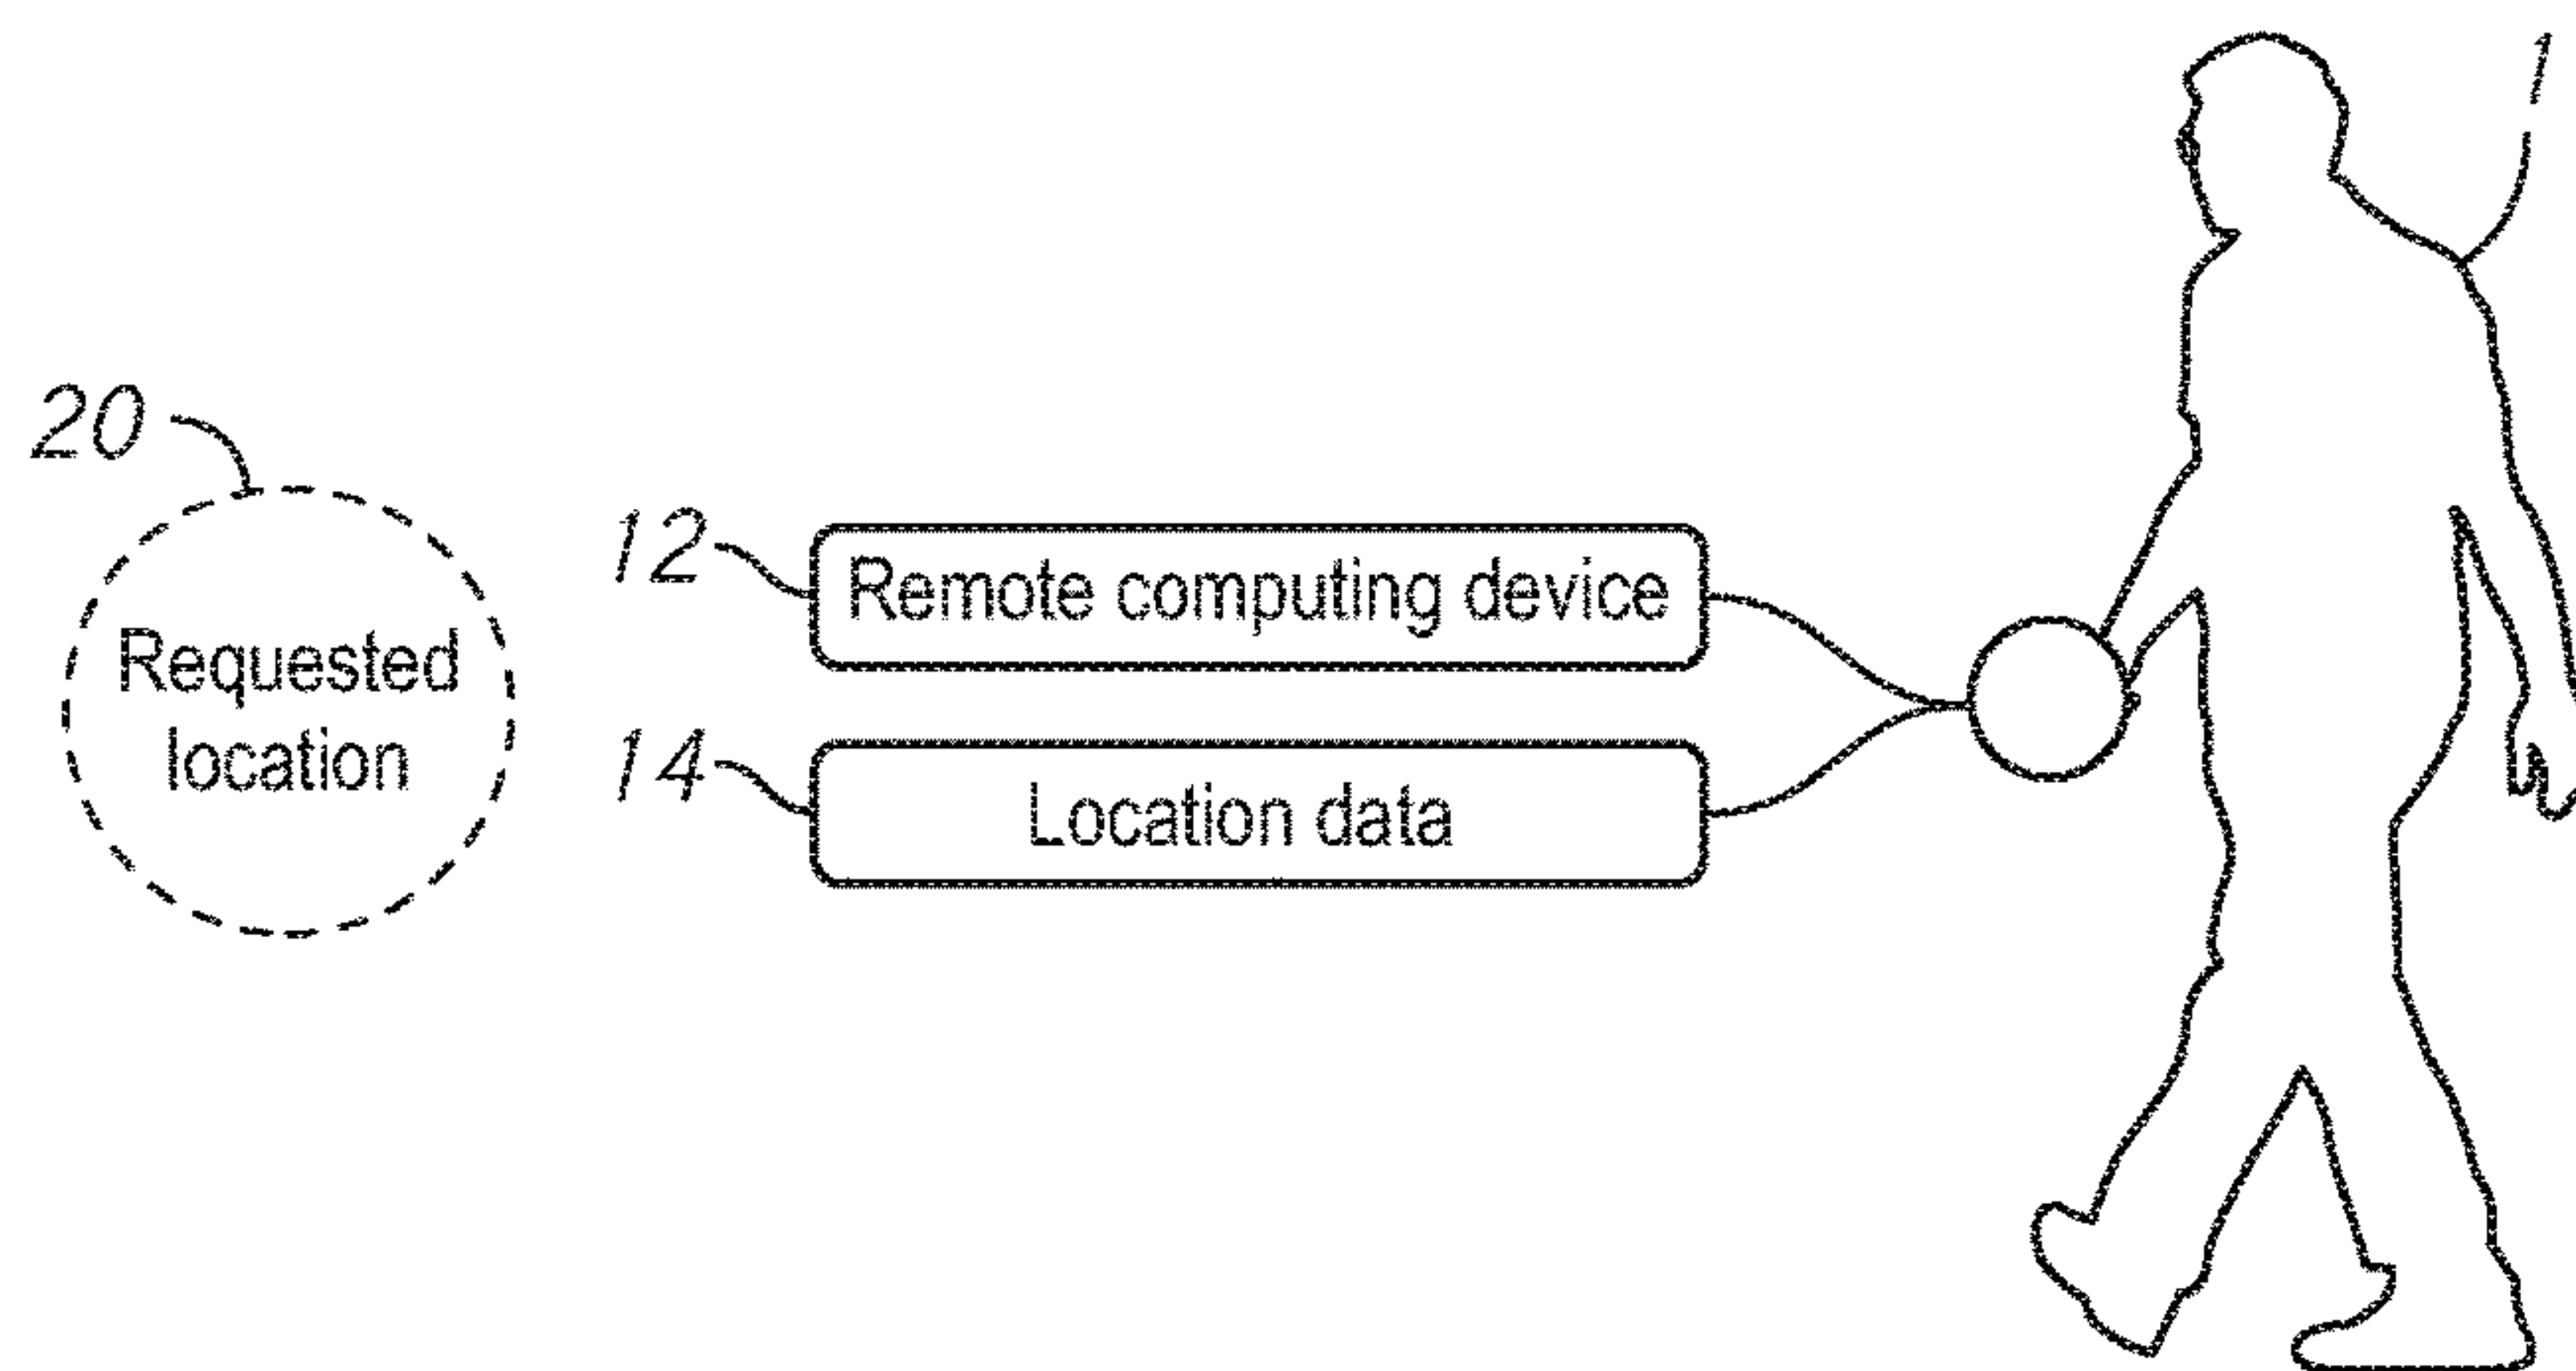 20
Requested
location
12
Remote computing device
14
Location data